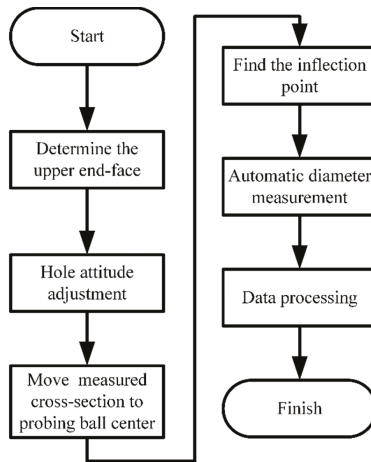 Start
Determine the
upper end-face
Hole attitude
adjustment
Move measured
cross-section to
probing ball center
Find the inflection
point
Automatic diameter
measurement
Data processing
Finish